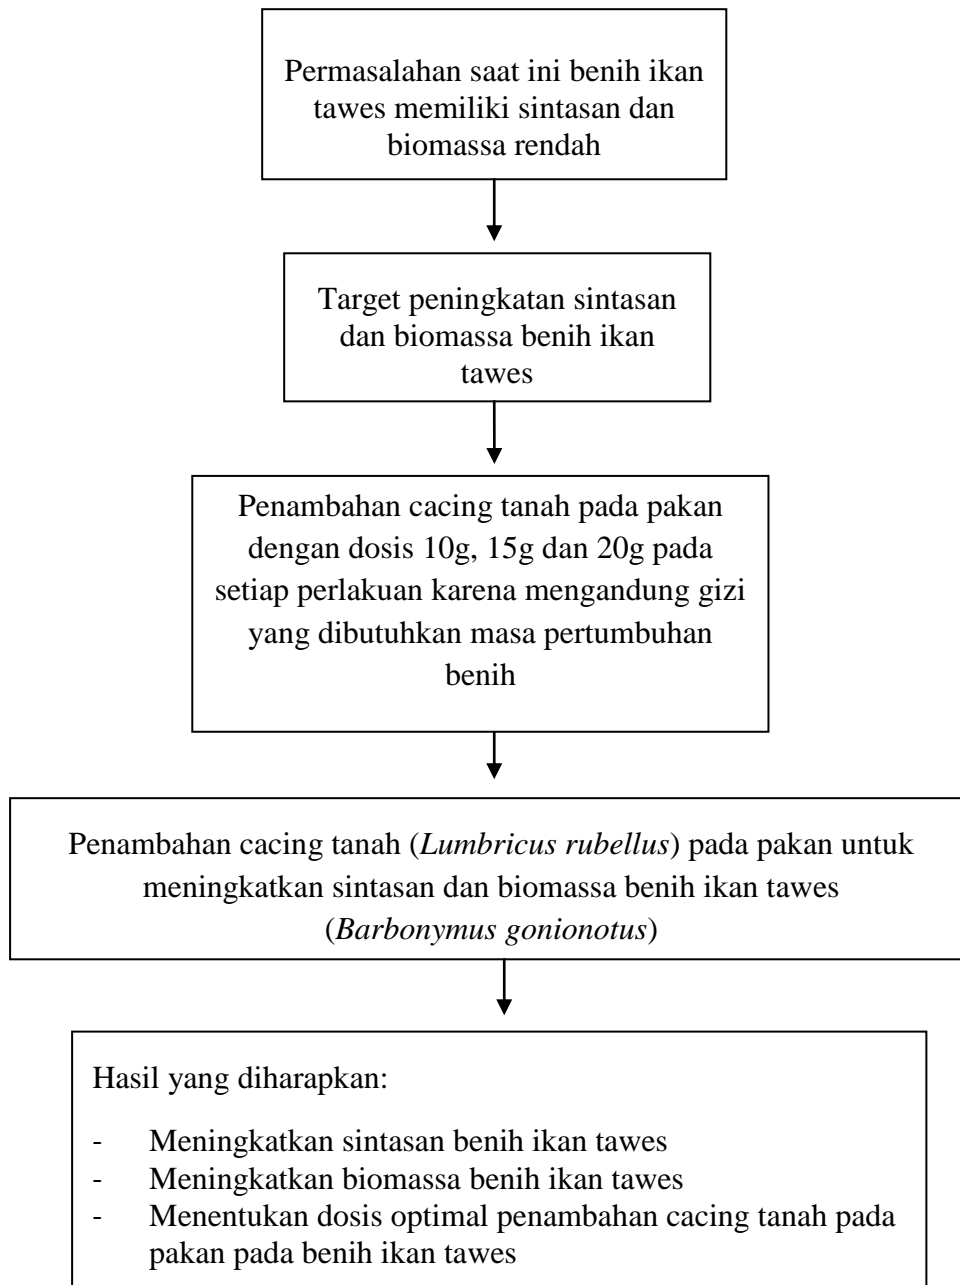 Permasalahan saat ini benih ikan
tawes memiliki sintasan dan
biomassa rendah
Target peningkatan sintasan
dan biomassa benih ikan
tawes
Penambahan cacing tanah pada pakan
dengan dosis 10g, 15g dan 20g pada
setiap perlakuan karena mengandung gizi
yang dibutuhkan masa pertumbuhan
benih
Penambahan cacing tanah (Lumbricus rubellus) pada pakan untuk
meningkatkan sintasan dan biomassa benih ikan tawes
(Barbonymus gonionotus)
Hasil yang diharapkan:
- Meningkatkan sintasan benih ikan tawes
- Meningkatkan biomassa benih ikan tawes
- Menentukan dosis optimal penambahan cacing tanah pada
pakan pada benih ikan tawes